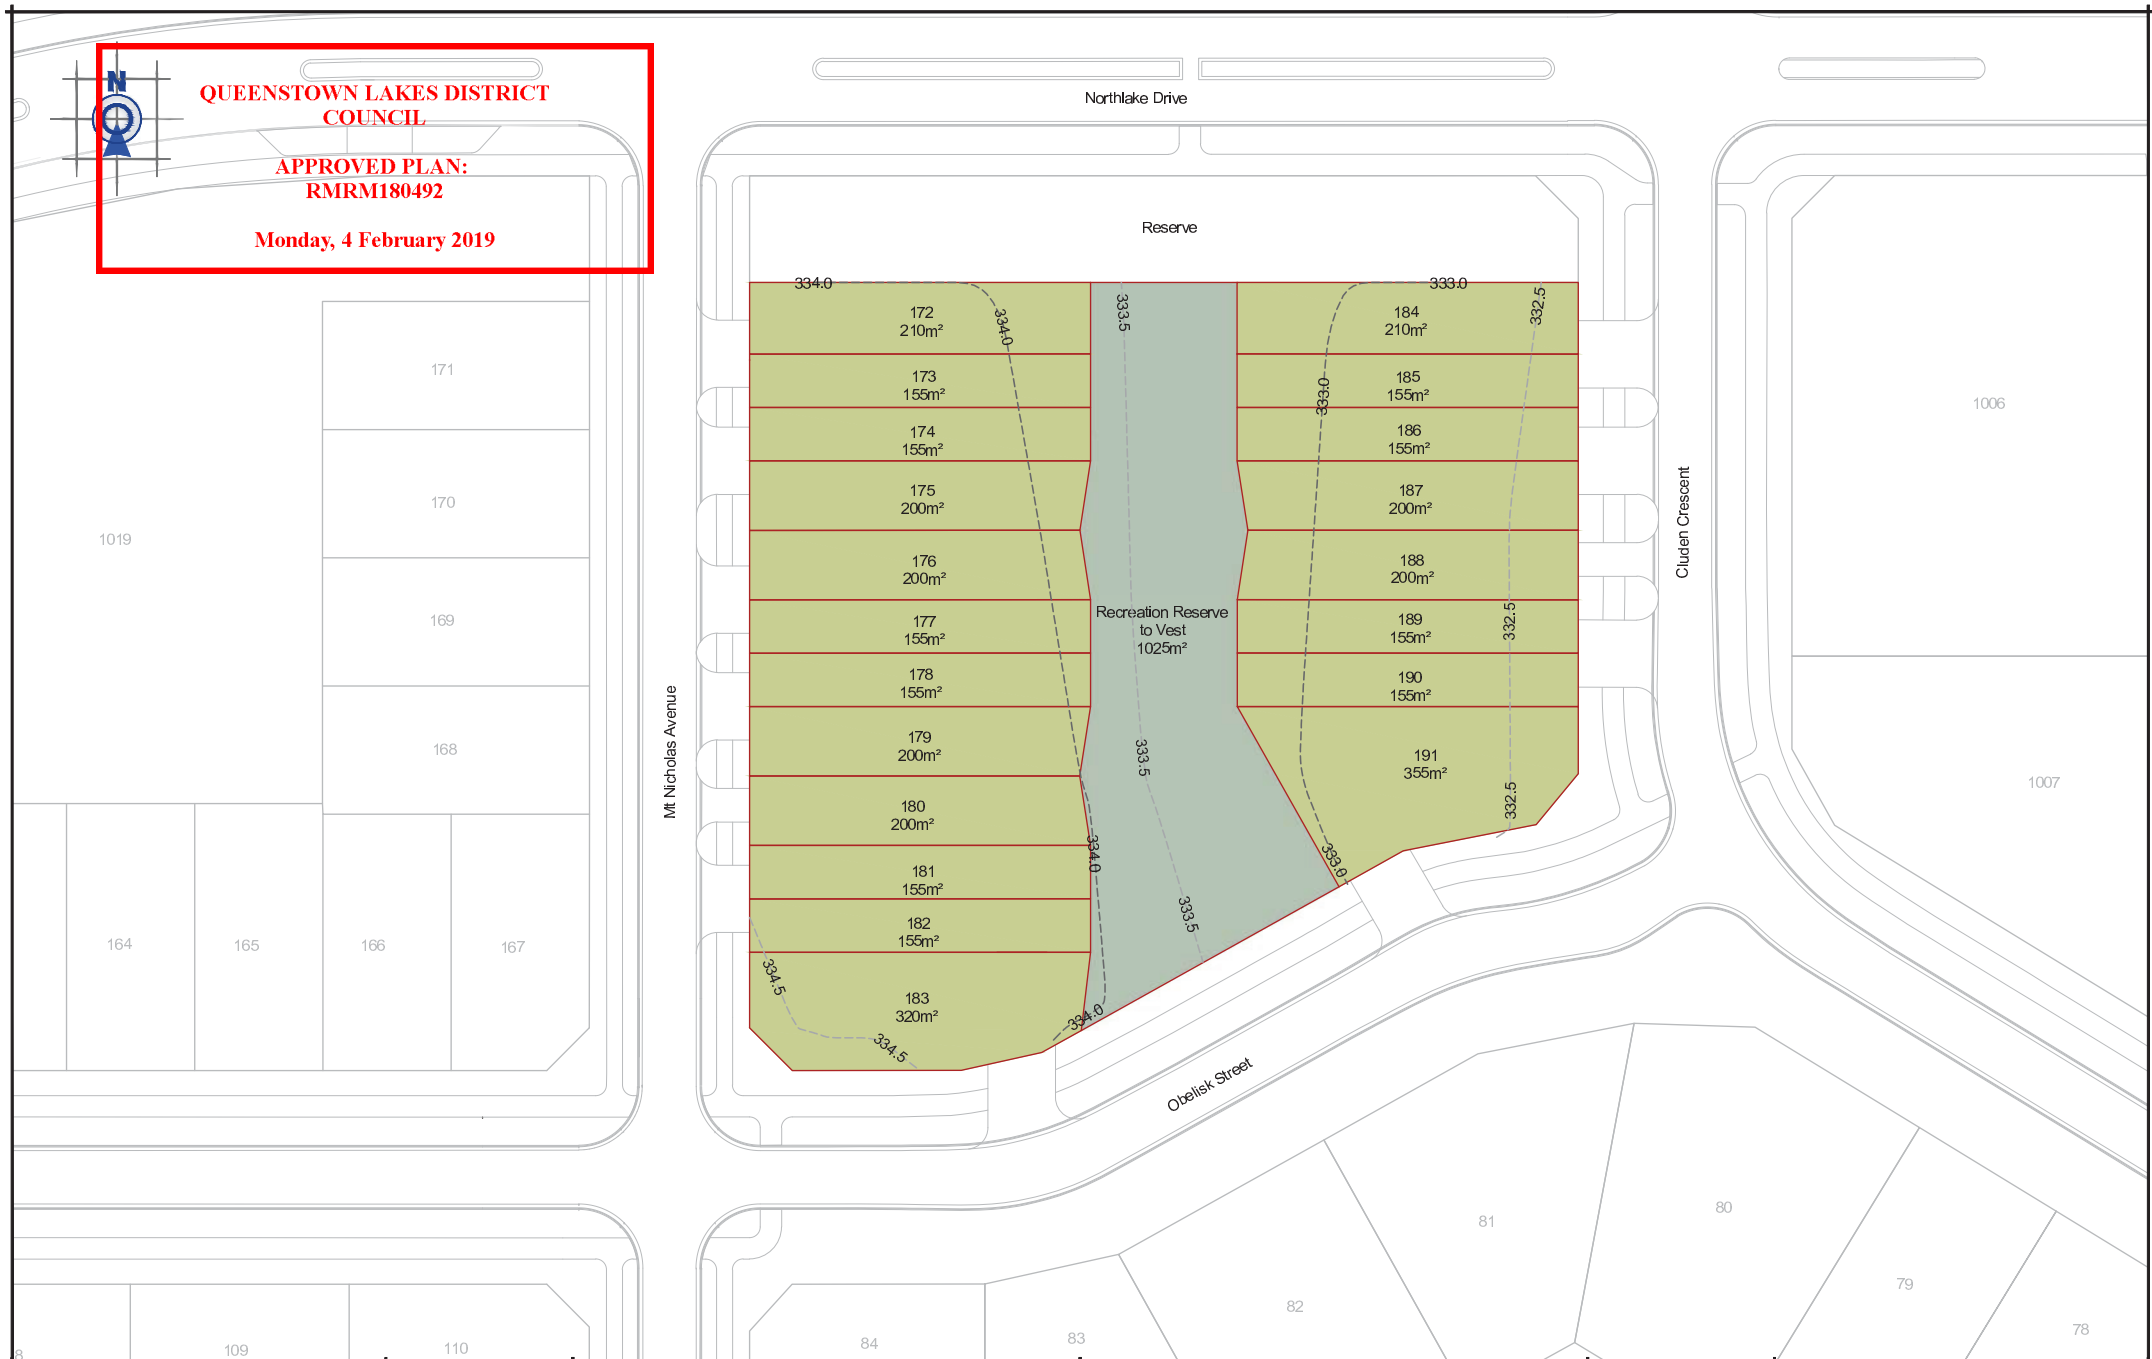 N
QUEENSTOWN LAKES DISTRICT
COUNCIL
APPROVED PLAN:
RMRM180492
Monday, 4 February 2019
Northlake Drive
Reserve
334.0
333.0
332.5
333.5
334.0
172
210m²
184
210m²
173
155m²
333.0
185
155m²
174
155m²
186
155m²
175
200m²
187
200m²
176
200m²
188
200m²
177
155m²
Recreation Reserve
to Vest
1025m²
189
155m²
332.5
178
155m²
190
155m²
179
200m²
333.5
191
355m²
332.5
180
200m²
334.0
333.0
181
155m²
182
155m²
333.5
334.5
183
320m²
334.0
334.5
Mt Nicholas Avenue
Cluden Crescent
Obelisk Street
171
170
169
168
1019
1006
1007
164
165
166
167
81
80
79
78
82
83
84
109
110
8